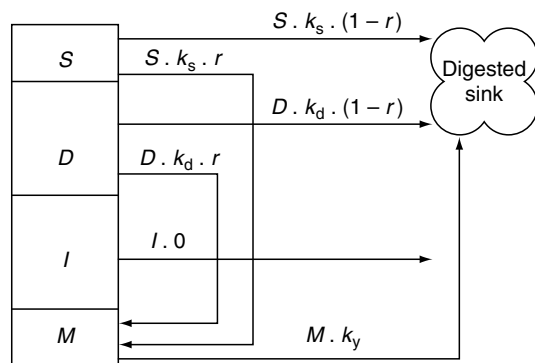 S . ks . (1 – r)
S
S . ks . r
Digested
sink
D . kd . (1 – r)
D
D . kd . r
I . 0
I
M
M . ky